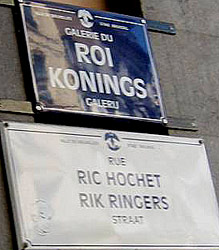 GALERIE DU
ROI
KONINGS
GALERIJ
RUE
RIC HOCHET
RIK RINGERS
STRAAT